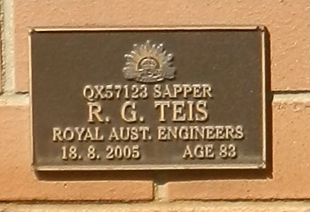 QX57123 SAPPER
R. G. TEIS
ROYAL AUST. ENGINEERS
18. 8. 2005 AGE 83